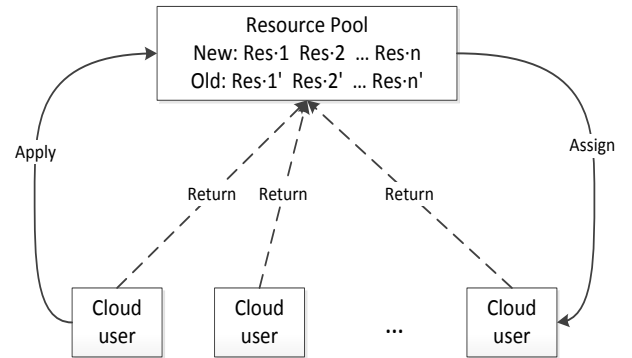 Resource Pool
New: Res·1 Res·2 ... Res·n
Old: Res·1' Res·2' ... Res·n'
Apply
Assign
Return
Return
Return
Cloud
user
Cloud
user
...
Cloud
user